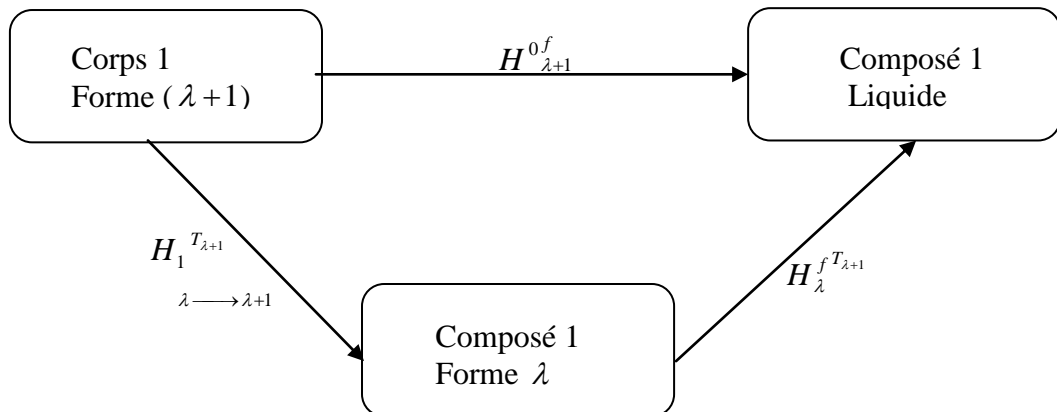 Corps 1
Forme (λ+1)
H^{0f}_{λ+1}
Composé 1
Liquide
H_1^{T_{λ+1}}
λ⟶λ+1
H_λ^{f T_{λ+1}}
Composé 1
Forme λ